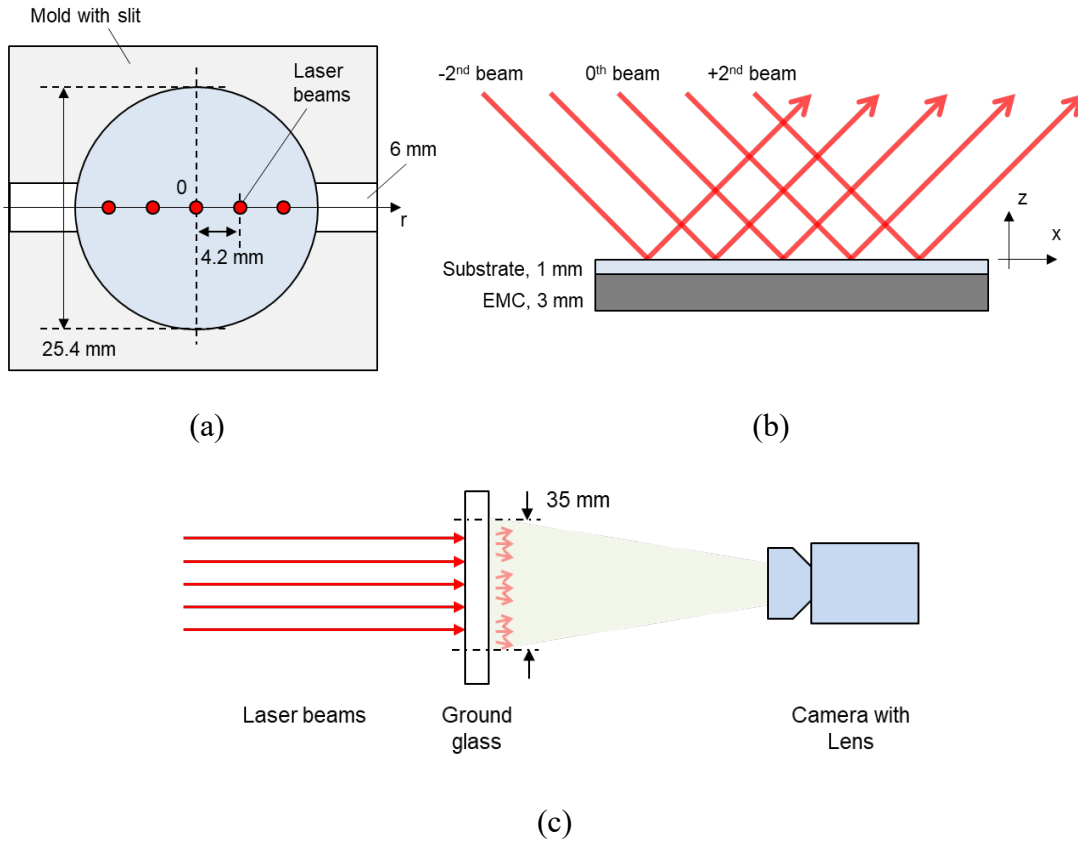 Mold with slit
Laser
beams
6 mm
0
r
4.2 mm
25.4 mm
(a)
-2nd beam
0th beam
+2nd beam
z
x
Substrate, 1 mm
EMC, 3 mm
(b)
35 mm
Laser beams
Ground
glass
Camera with
Lens
(c)